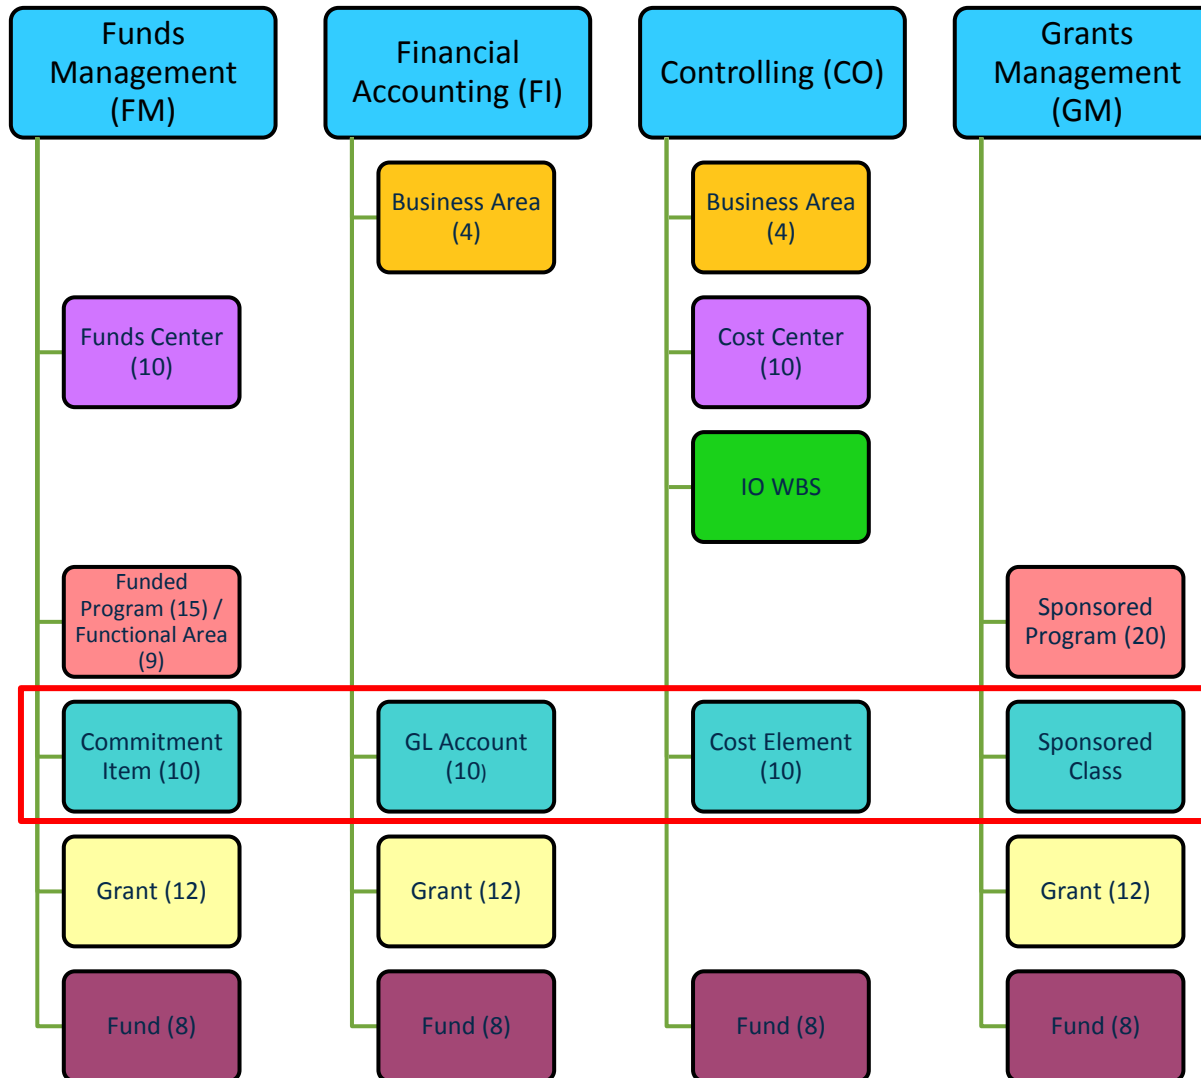 Funds
Management
(FM)
Financial
Accounting (FI)
Controlling (CO)
Grants
Management
(GM)
Business Area
(4)
Business Area
(4)
Funds Center
(10)
Cost Center
(10)
IO WBS
Funded
Program (15) /
Functional Area
(9)
Sponsored
Program (20)
Commitment
Item (10)
GL Account
(10)
Cost Element
(10)
Sponsored
Class
Grant (12)
Grant (12)
Grant (12)
Fund (8)
Fund (8)
Fund (8)
Fund (8)